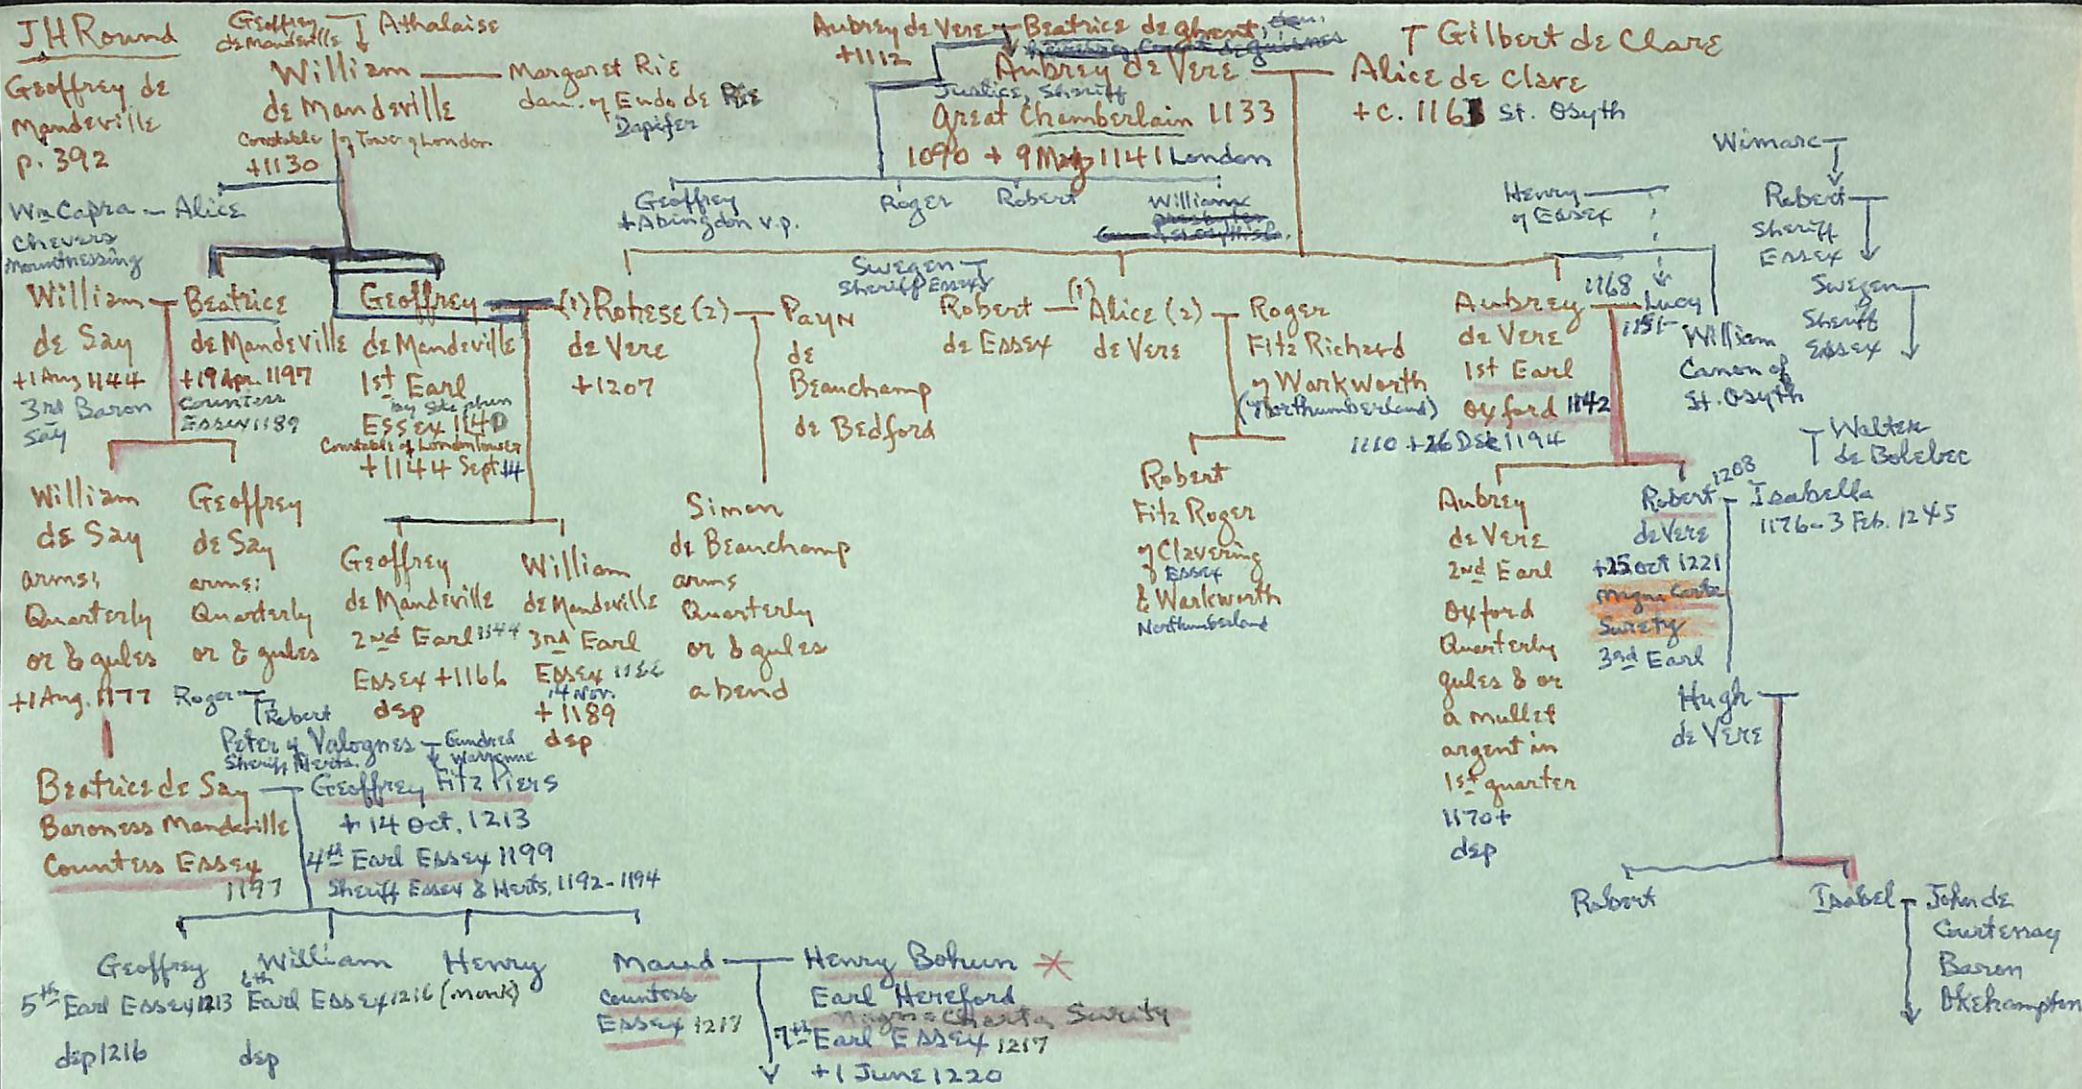 JH Round
Geoffrey de
Mandeville
p. 392
Geoffrey
de Mandeville
Athalaise
William
de Mandeville
Constable of Tower of London
+1130
Margaret Rie
dau. of Eudo de Rie
Dapifer
Aubrey de Vere
+1112
Beatrice de Ghent,
Aubrey de Vere
Justice, Sheriff
Great Chamberlain 1133
1090 + 9 May 1141 London
Gilbert de Clare
Alice de Clare
+ c. 1163 St. Osyth
Wimarc
Robert
Sheriff
Essex
Swegen
Sheriff
Essex
Henry
of Essex
Wm Capra - Alice
Chevers
Mountnessing
Geoffrey
+Abingdon v.p.
Roger
Robert
William
presbyter
Swegen
Sheriff Essex
William
de Say
+1 Aug 1144
3rd Baron
Say
Beatrice
de Mandeville
+19 Apr. 1197
Countess
Essex 1189
Geoffrey
de Mandeville
1st Earl
by Stephen
Essex 1140
Constable of London Tower
+1144 Sept 14
(1) Rohese (2)
de Vere
+1207
Payn
de
Beauchamp
de Bedford
Robert
de Essex
(1)
Alice (2)
de Vere
Roger
Fitz Richard
of Warkworth
(Northumberland)
Aubrey
de Vere
1st Earl
Oxford 1142
1110 + 26 Dec 1194
1168
Lucy
1151-
William
Canon of
St. Osyth
Walter
de Bolebec
William
de Say
arms:
Quarterly
or & gules
+1 Aug. 1177
Geoffrey
de Say
arms:
Quarterly
or & gules
Geoffrey
de Mandeville
2nd Earl 1144
Essex +1166
dsp
William
de Mandeville
3rd Earl
Essex 1166
14 Nov.
+ 1189
dsp
Simon
de Beauchamp
arms
Quarterly
or & gules
a bend
Robert
Fitz Roger
of Clavering
Essex
& Warkworth
Northumberland
Aubrey
de Vere
2nd Earl
Oxford
Quarterly
gules & or
a mullet
argent in
1st quarter
1170+
dsp
Robert
de Vere
+25 Oct 1221
Magna Carta
Surety
3rd Earl
1208
Isabella
1176-3 Feb. 1245
Roger
Robert
Peter of Valognes
Sheriff Herts.
Gundred
Warrenne
Hugh
de Vere
Beatrice de Say
Baroness Mandeville
Countess Essex
1197
Geoffrey Fitz Piers
+ 14 Oct. 1213
4th Earl Essex 1199
Sheriff Essex & Herts. 1192-1194
Robert
Isabel
John de
Courtenay
Baron
Okehampton
Geoffrey
5th Earl Essex 1213
dsp 1216
William
6th
Earl Essex 1216
dsp
Henry
(monk)
Maud
Countess
Essex 1217
Henry Bohun
Earl Hereford
Magna Charta Surity
7th Earl Essex 1217
+1 June 1220